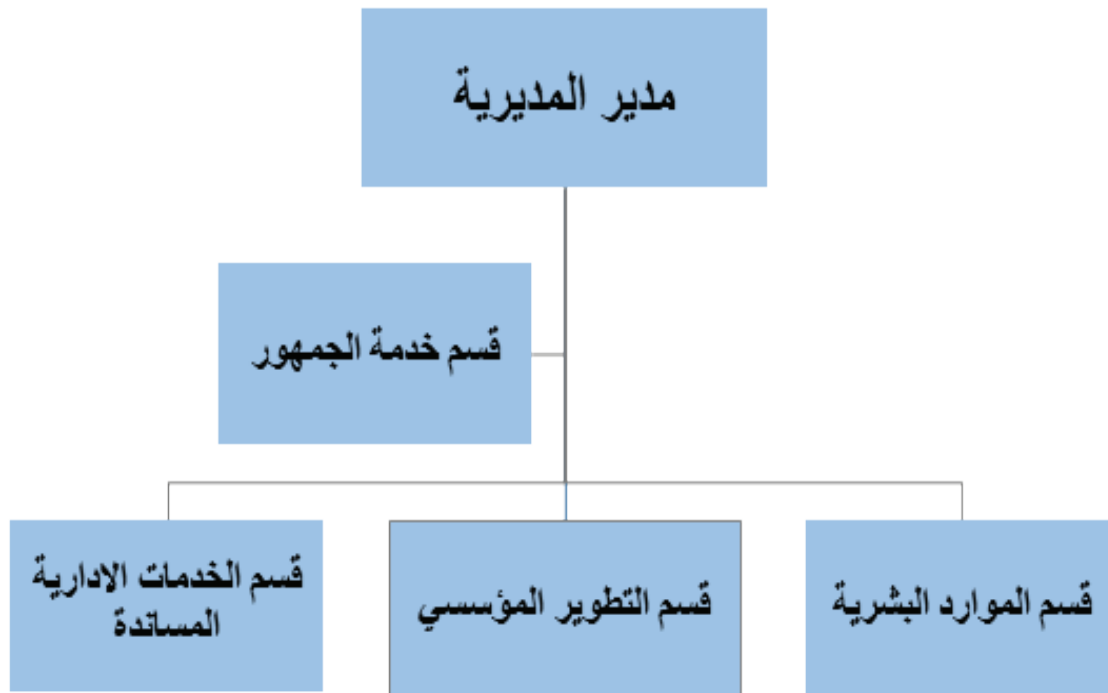 مدير المديرية
قسم خدمة الجمهور
قسم الموارد البشرية
قسم التطوير المؤسسي
قسم الخدمات الادارية
المساندة